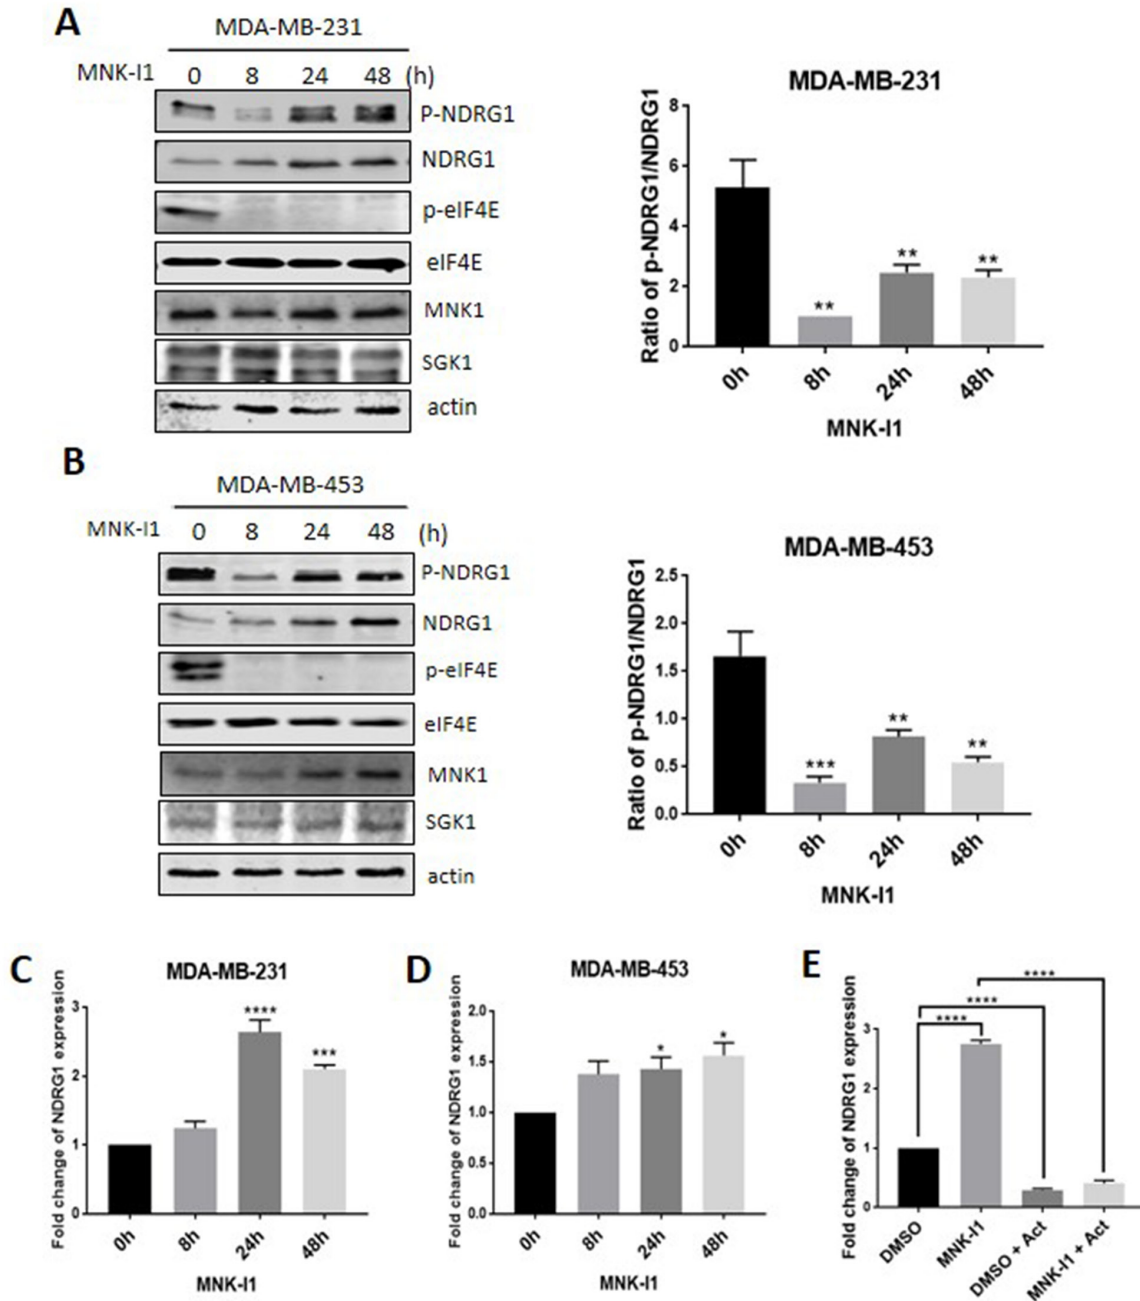 A
MDA-MB-231
MNK-I1 0 8 24 48 (h)
P-NDRG1
NDRG1
p-eIF4E
eIF4E
MNK1
SGK1
actin
MDA-MB-231
Ratio of p-NDRG1/NDRG1
8
6
4
2
0
**
**
**
0h 8h 24h 48h
MNK-I1
B
MDA-MB-453
MNK-I1 0 8 24 48 (h)
P-NDRG1
NDRG1
p-eIF4E
eIF4E
MNK1
SGK1
actin
MDA-MB-453
Ratio of p-NDRG1/NDRG1
2.5
2.0
1.5
1.0
0.5
0.0
***
**
**
0h 8h 24h 48h
MNK-I1
C
MDA-MB-231
Fold change of NDRG1 expression
3
2
1
0
****
***
0h 8h 24h 48h
MNK-I1
D
MDA-MB-453
Fold change of NDRG1 expression
2.0
1.5
1.0
0.5
0.0
*
*
0h 8h 24h 48h
MNK-I1
E
Fold change of NDRG1 expression
3
2
1
0
****
****
****
DMSO MNK-I1 DMSO + Act MNK-I1 + Act